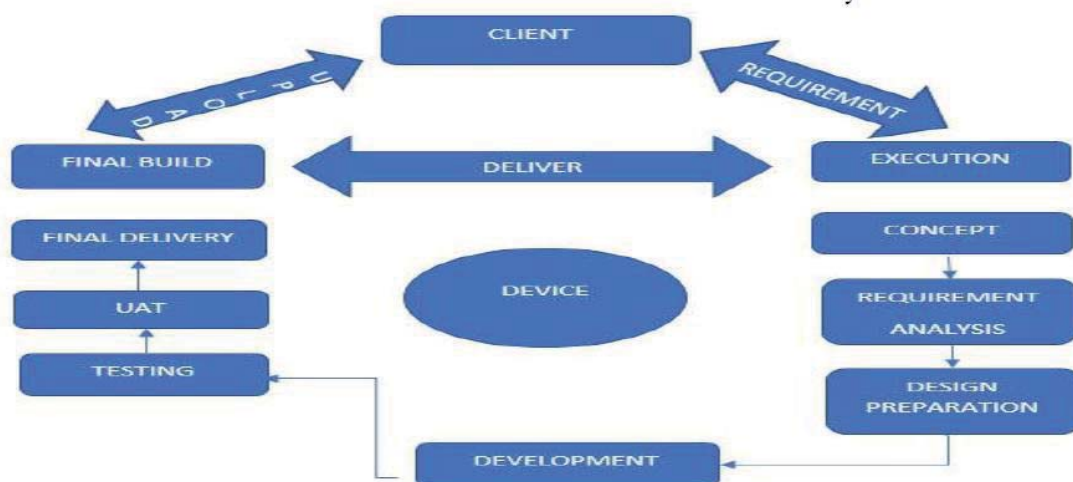 CLIENT
UPLOAD
REQUIREMENT
FINAL BUILD
DELIVER
EXECUTION
FINAL DELIVERY
CONCEPT
DEVICE
UAT
REQUIREMENT
ANALYSIS
TESTING
DESIGN
PREPARATION
DEVELOPMENT